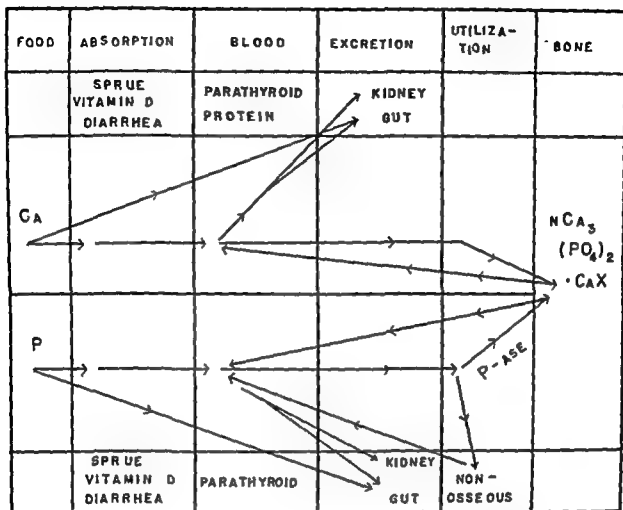 FOOD ABSORPTION BLOOD EXCRETION UTILIZA-
TION BONE
SPRUE
VITAMIN D
DIARRHEA
PARATHYROID
PROTEIN
KIDNEY
GUT
CA
NCA3
(PO4)2
·CAX
P
P-ASE
SPRUE
VITAMIN D
DIARRHEA
PARATHYROID
KIDNEY
GUT
NON-
OSSEOUS